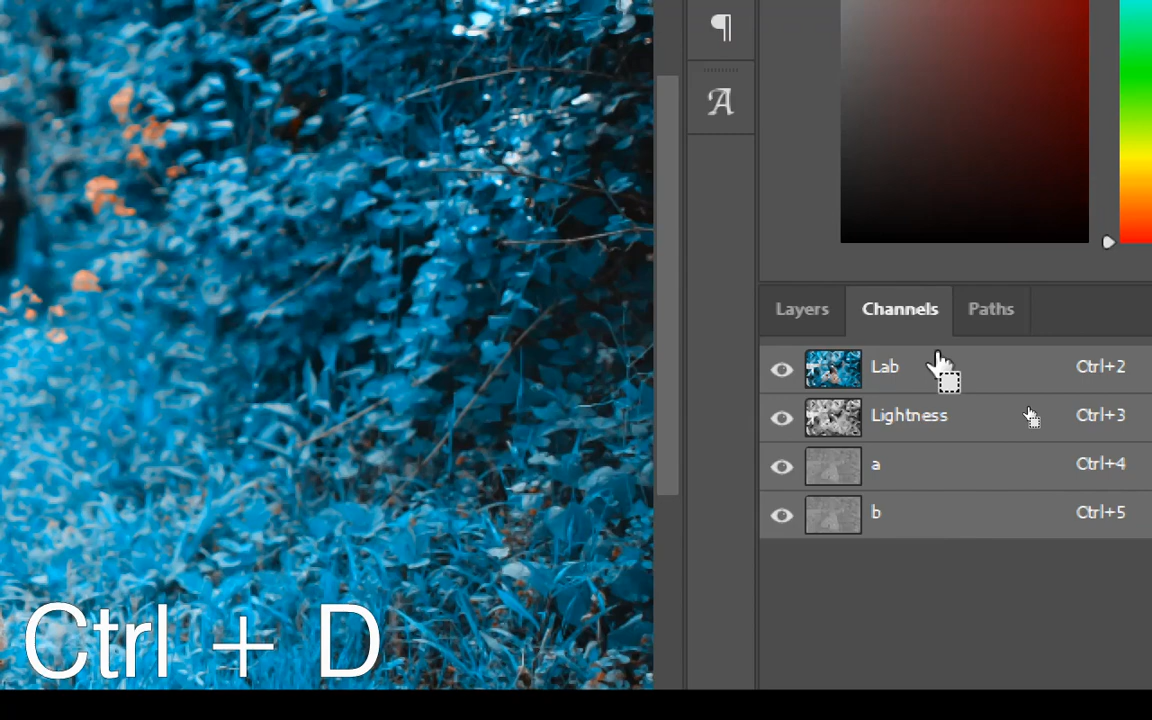 ¶
A
Layers Channels Paths
Lab Ctrl+2
Lightness Ctrl+3
a Ctrl+4
b Ctrl+5
Ctrl + D